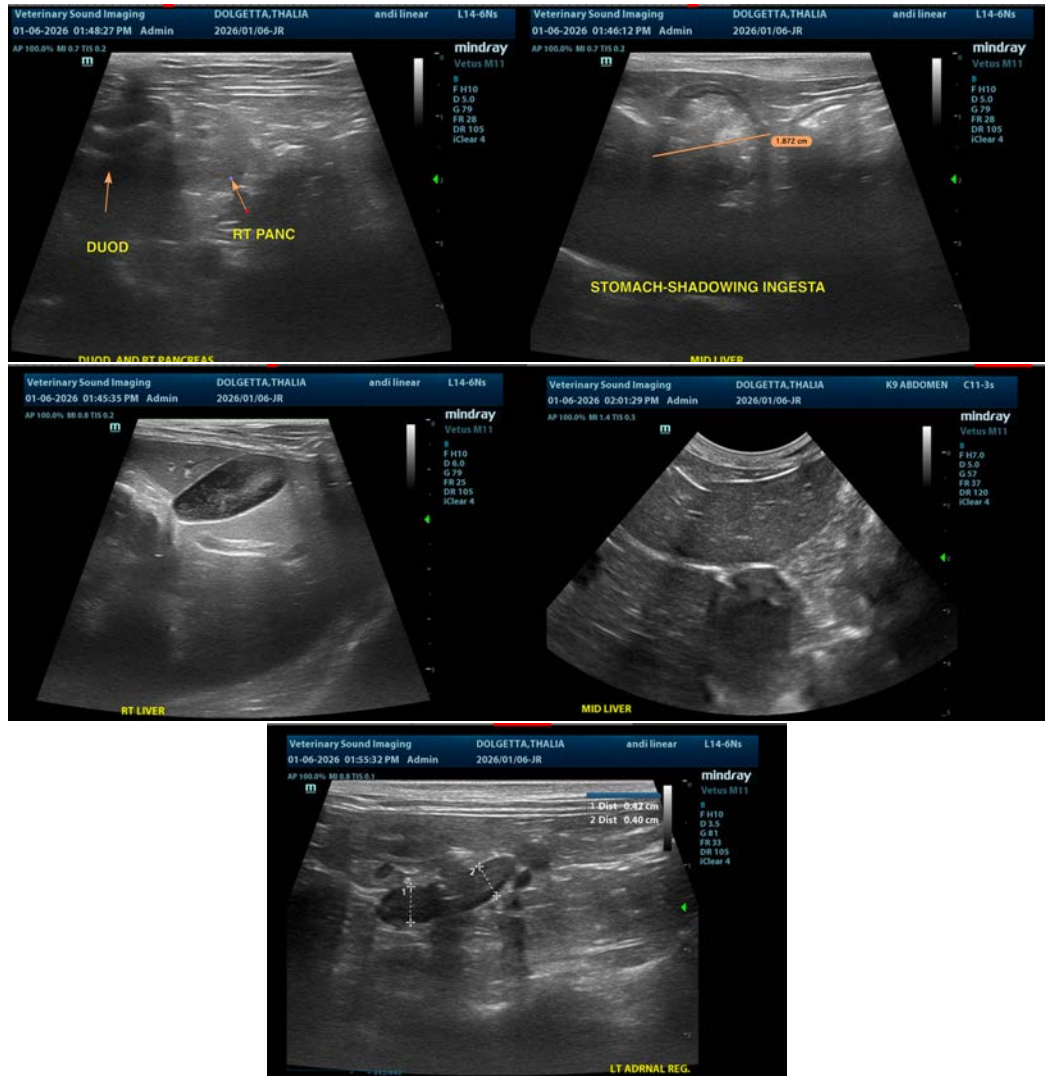 Veterinary Sound Imaging DOLGETTA,THALIA andi linear L14-6Ns
01-06-2026 01:48:27 PM Admin 2026/01/06-JR
AP 100.0% MI 0.7 TIS 0.2
m
mindray
Vetus M11
B
F H10
D 5.0
G 79
FR 28
DR 105
iClear 4
DUOD
RT PANC
DUOD AND RT PANCREAS
Veterinary Sound Imaging DOLGETTA,THALIA andi linear L14-6Ns
01-06-2026 01:46:12 PM Admin 2026/01/06-JR
AP 100.0% MI 0.7 TIS 0.2
m
mindray
Vetus M11
B
F H10
D 5.0
G 79
FR 28
DR 105
iClear 4
1.872 cm
STOMACH-SHADOWING INGESTA
MID LIVER
Veterinary Sound Imaging DOLGETTA,THALIA andi linear L14-6Ns
01-06-2026 01:45:35 PM Admin 2026/01/06-JR
AP 100.0% MI 0.8 TIS 0.2
m
mindray
Vetus M11
B
F H10
D 6.0
G 79
FR 25
DR 105
iClear 4
RT LIVER
Veterinary Sound Imaging DOLGETTA,THALIA K9 ABDOMEN C11-3s
01-06-2026 02:01:29 PM Admin 2026/01/06-JR
AP 100.0% MI 1.4 TIS 0.3
m
mindray
Vetus M11
B
F H7.0
D 5.0
G 57
FR 37
DR 120
iClear 4
MID LIVER
Veterinary Sound Imaging DOLGETTA,THALIA andi linear L14-6Ns
01-06-2026 01:55:32 PM Admin 2026/01/06-JR
AP 100.0% MI 0.8 TIS 0.1
m
mindray
Vetus M11
B
F H10
D 3.5
G 81
FR 33
DR 105
iClear 4
1 Dist 0.42 cm
2 Dist 0.40 cm
1
2
LT ADRNAL REG.